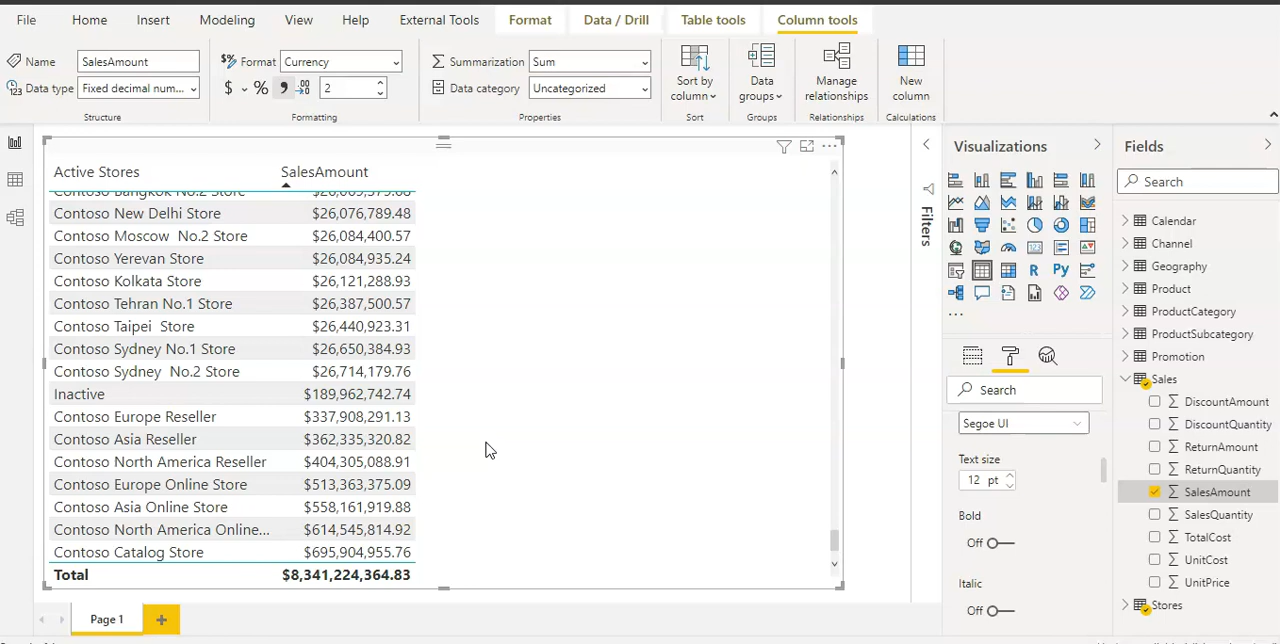 File Home Insert Modeling View Help External Tools Format Data / Drill Table tools Column tools
Name SalesAmount
Data type Fixed decimal num...
Structure
Format Currency
$ % 2
Formatting
Summarization Sum
Data category Uncategorized
Properties
Sort by
column
Sort
Data
groups
Groups
Manage
relationships
Relationships
New
column
Calculations
Active Stores SalesAmount
Contoso Bangkok No.2 Store
Contoso New Delhi Store $26,076,789.48
Contoso Moscow  No.2 Store $26,084,400.57
Contoso Yerevan Store $26,084,935.24
Contoso Kolkata Store $26,121,288.93
Contoso Tehran No.1 Store $26,387,500.57
Contoso Taipei  Store $26,440,923.31
Contoso Sydney No.1 Store $26,650,384.93
Contoso Sydney  No.2 Store $26,714,179.76
Inactive $189,962,742.74
Contoso Europe Reseller $337,908,291.13
Contoso Asia Reseller $362,335,320.82
Contoso North America Reseller $404,305,088.91
Contoso Europe Online Store $513,363,375.09
Contoso Asia Online Store $558,161,919.88
Contoso North America Online... $614,545,814.92
Contoso Catalog Store $695,904,955.76
Total $8,341,224,364.83
Page 1
Filters
Visualizations
R Py
...
Search
Segoe UI
Text size
12 pt
Bold
Off
Italic
Off
Fields
Search
Calendar
Channel
Geography
Product
ProductCategory
ProductSubcategory
Promotion
Sales
DiscountAmount
DiscountQuantity
ReturnAmount
ReturnQuantity
SalesAmount
SalesQuantity
TotalCost
UnitCost
UnitPrice
Stores